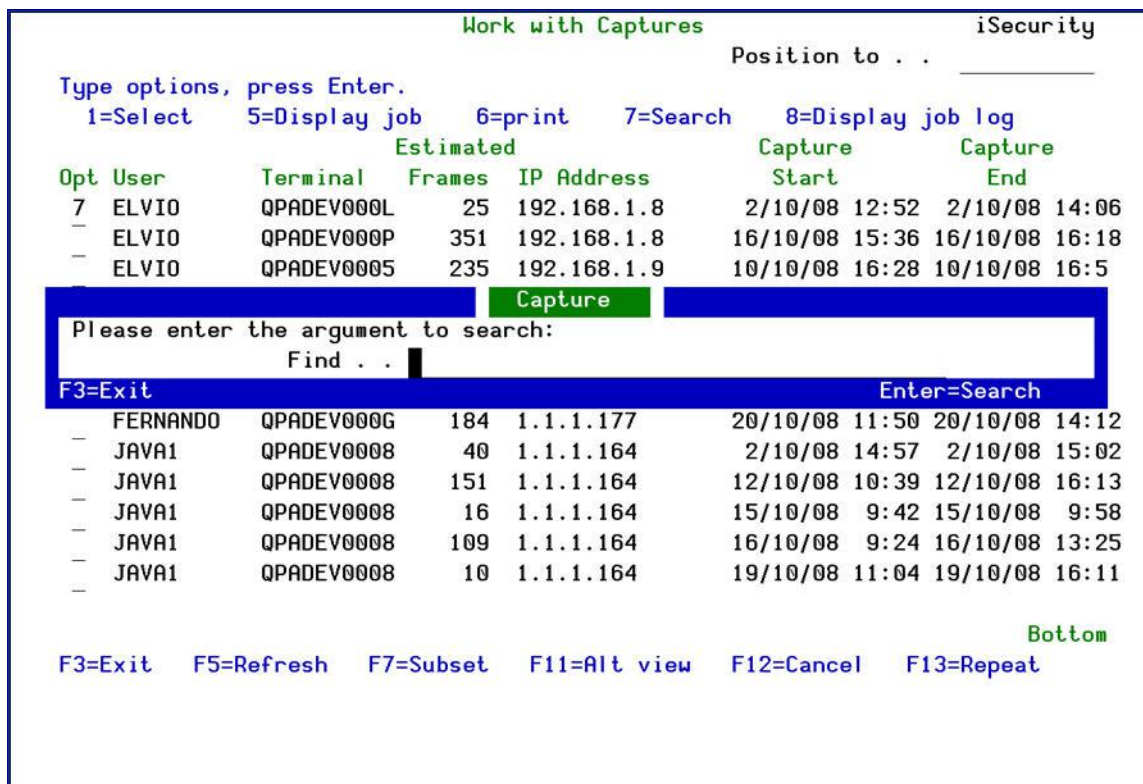 Work with Captures iSecurity
Position to . .
Type options, press Enter.
1=Select 5=Display job 6=print 7=Search 8=Display job log
Estimated Capture Capture
Opt User Terminal Frames IP Address Start End
7 ELVIO QPADEV000L 25 192.168.1.8 2/10/08 12:52 2/10/08 14:06
ELVIO QPADEV000P 351 192.168.1.8 16/10/08 15:36 16/10/08 16:18
ELVIO QPADEV0005 235 192.168.1.9 10/10/08 16:28 10/10/08 16:5
Capture
Please enter the argument to search:
Find . .
F3=Exit Enter=Search
FERNANDO QPADEV000G 184 1.1.1.177 20/10/08 11:50 20/10/08 14:12
JAVA1 QPADEV0008 40 1.1.1.164 2/10/08 14:57 2/10/08 15:02
JAVA1 QPADEV0008 151 1.1.1.164 12/10/08 10:39 12/10/08 16:13
JAVA1 QPADEV0008 16 1.1.1.164 15/10/08 9:42 15/10/08 9:58
JAVA1 QPADEV0008 109 1.1.1.164 16/10/08 9:24 16/10/08 13:25
JAVA1 QPADEV0008 10 1.1.1.164 19/10/08 11:04 19/10/08 16:11
Bottom
F3=Exit F5=Refresh F7=Subset F11=Alt view F12=Cancel F13=Repeat